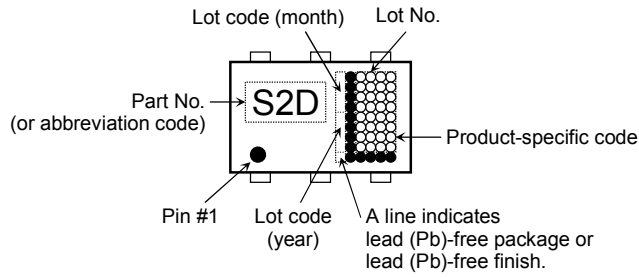 Lot code (month)
Lot No.
Part No.
(or abbreviation code)
S2D
Product-specific code
Pin #1
Lot code
(year)
A line indicates
lead (Pb)-free package or
lead (Pb)-free finish.